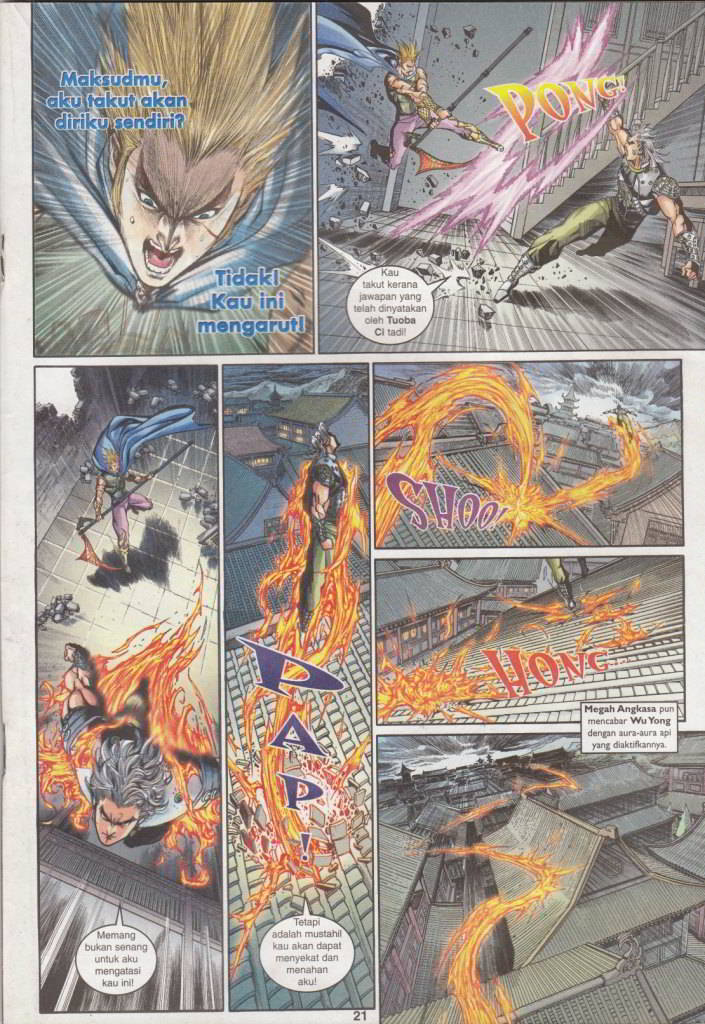 Maksudmu,
aku takut akan
diriku sendiri?
Tidak!
Kau ini
mengarut!
PONG!
Kau
takut kerana
jawapan yang
telah dinyatakan
oleh Tuoba
Ci tadi!
Memang
bukan senang
untuk aku
mengatasi
kau ini!
PAP!
Tetapi
adalah mustahil
kau akan dapat
menyekat dan
menahan
aku!
SHOO!
HONG..
Megah Angkasa pun
mencabar Wu Yong
dengan aura-aura api
yang diaktifkannya.
21